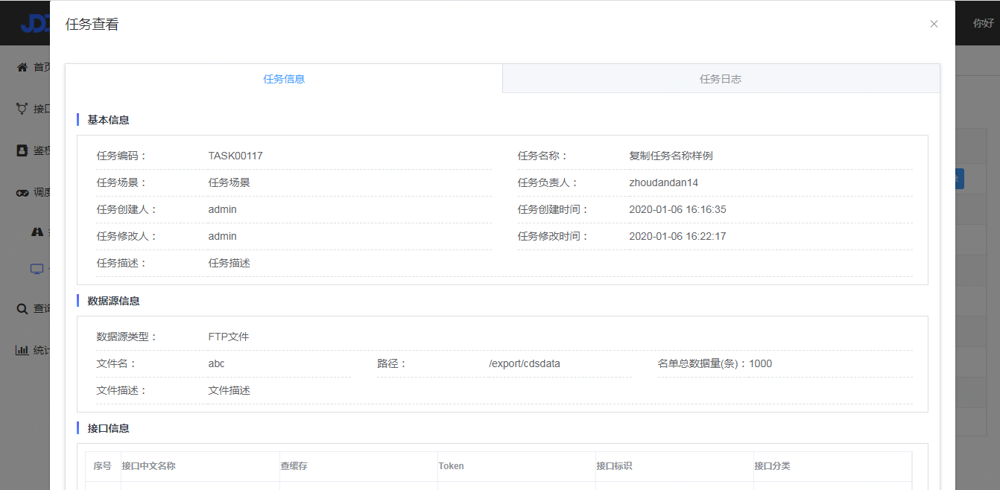 任务查看
你好
任务信息
任务日志
首页
接口
鉴权
调度
查询
统计
基本信息
任务编码： TASK00117 任务名称： 复制任务名称样例
任务场景： 任务场景 任务负责人： zhoudandan14
任务创建人： admin 任务创建时间： 2020-01-06 16:16:35
任务修改人： admin 任务修改时间： 2020-01-06 16:22:17
任务描述： 任务描述
数据源信息
数据源类型： FTP文件
文件名： abc 路径： /export/cdsdata 名单总数据量(条)： 1000
文件描述： 文件描述
接口信息
序号 接口中文名称 查缓存 Token 接口标识 接口分类